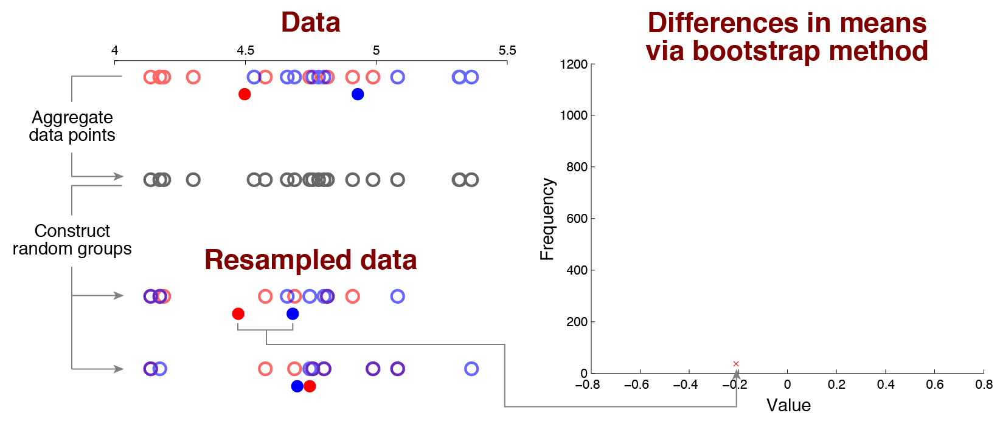 Data
4 4.5 5 5.5
Aggregate
data points
Construct
random groups
Resampled data
Differences in means
via bootstrap method
1200
1000
800
600
400
200
0
Frequency
−0.8 −0.6 −0.4 −0.2 0 0.2 0.4 0.6 0.8
Value